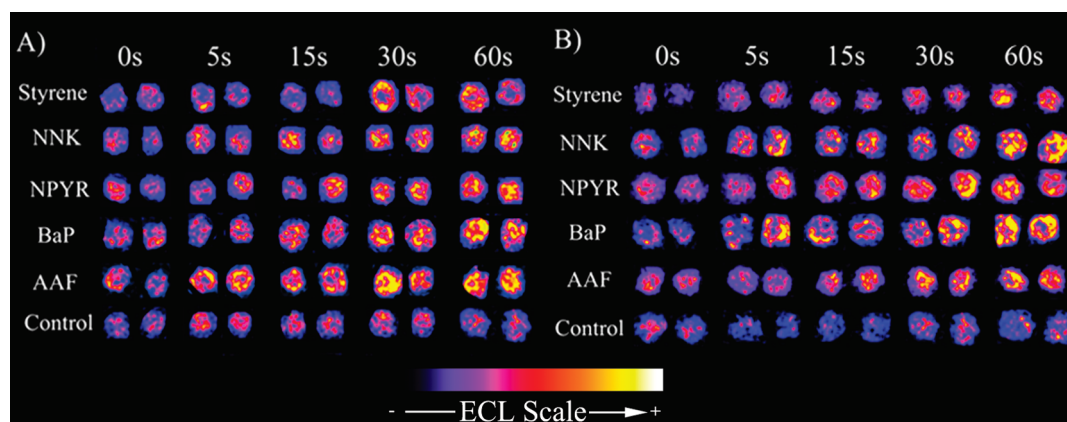 A)
0s 5s 15s 30s 60s
Styrene
NNK
NPYR
BaP
AAF
Control
B)
0s 5s 15s 30s 60s
Styrene
NNK
NPYR
BaP
AAF
Control
- ECL Scale +